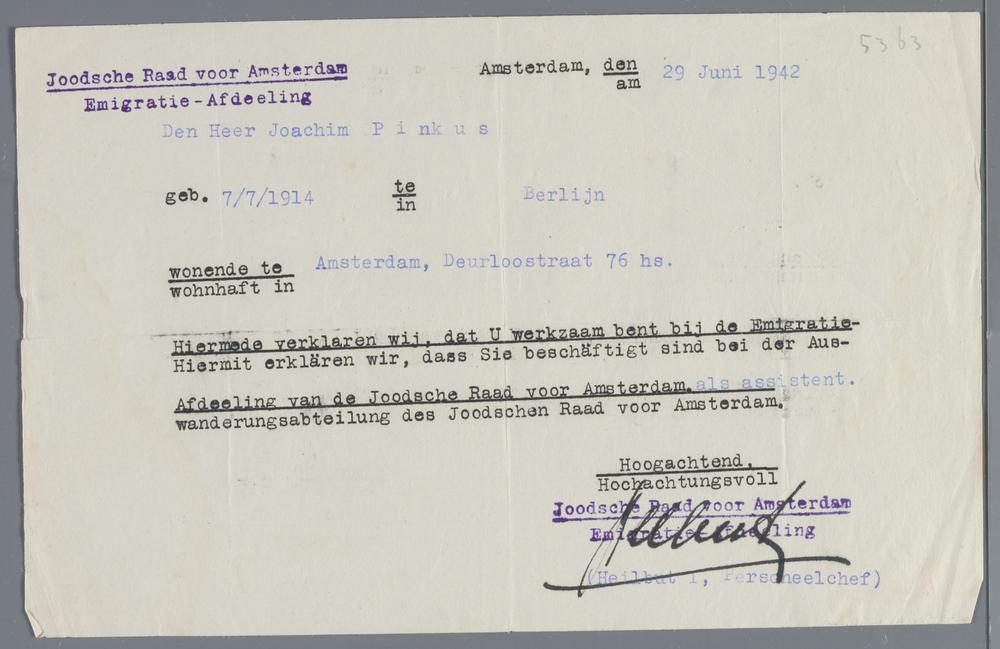 5363
Joodsche Raad voor Amsterdam
Emigratie-Afdeeling
Amsterdam, den 29 Juni 1942
am
Den Heer Joachim P i n k u s
geb. 7/7/1914 te Berlijn
in
wonende te Amsterdam, Deurloostraat 76 hs.
wohnhaft in
Hiermede verklaren wij, dat U werkzaam bent bij de Emigratie-
Hiermit erklären wir, dass Sie beschäftigt sind bei der Aus-
Afdeeling van de Joodsche Raad voor Amsterdam. als assistent.
wanderungsabteilung des Joodschen Raad voor Amsterdam.
Hoogachtend,
Hochachtungsvoll
Joodsche Raad voor Amsterdam
Emigratie-Afdeeling
(Heilbut I, Personeelchef)